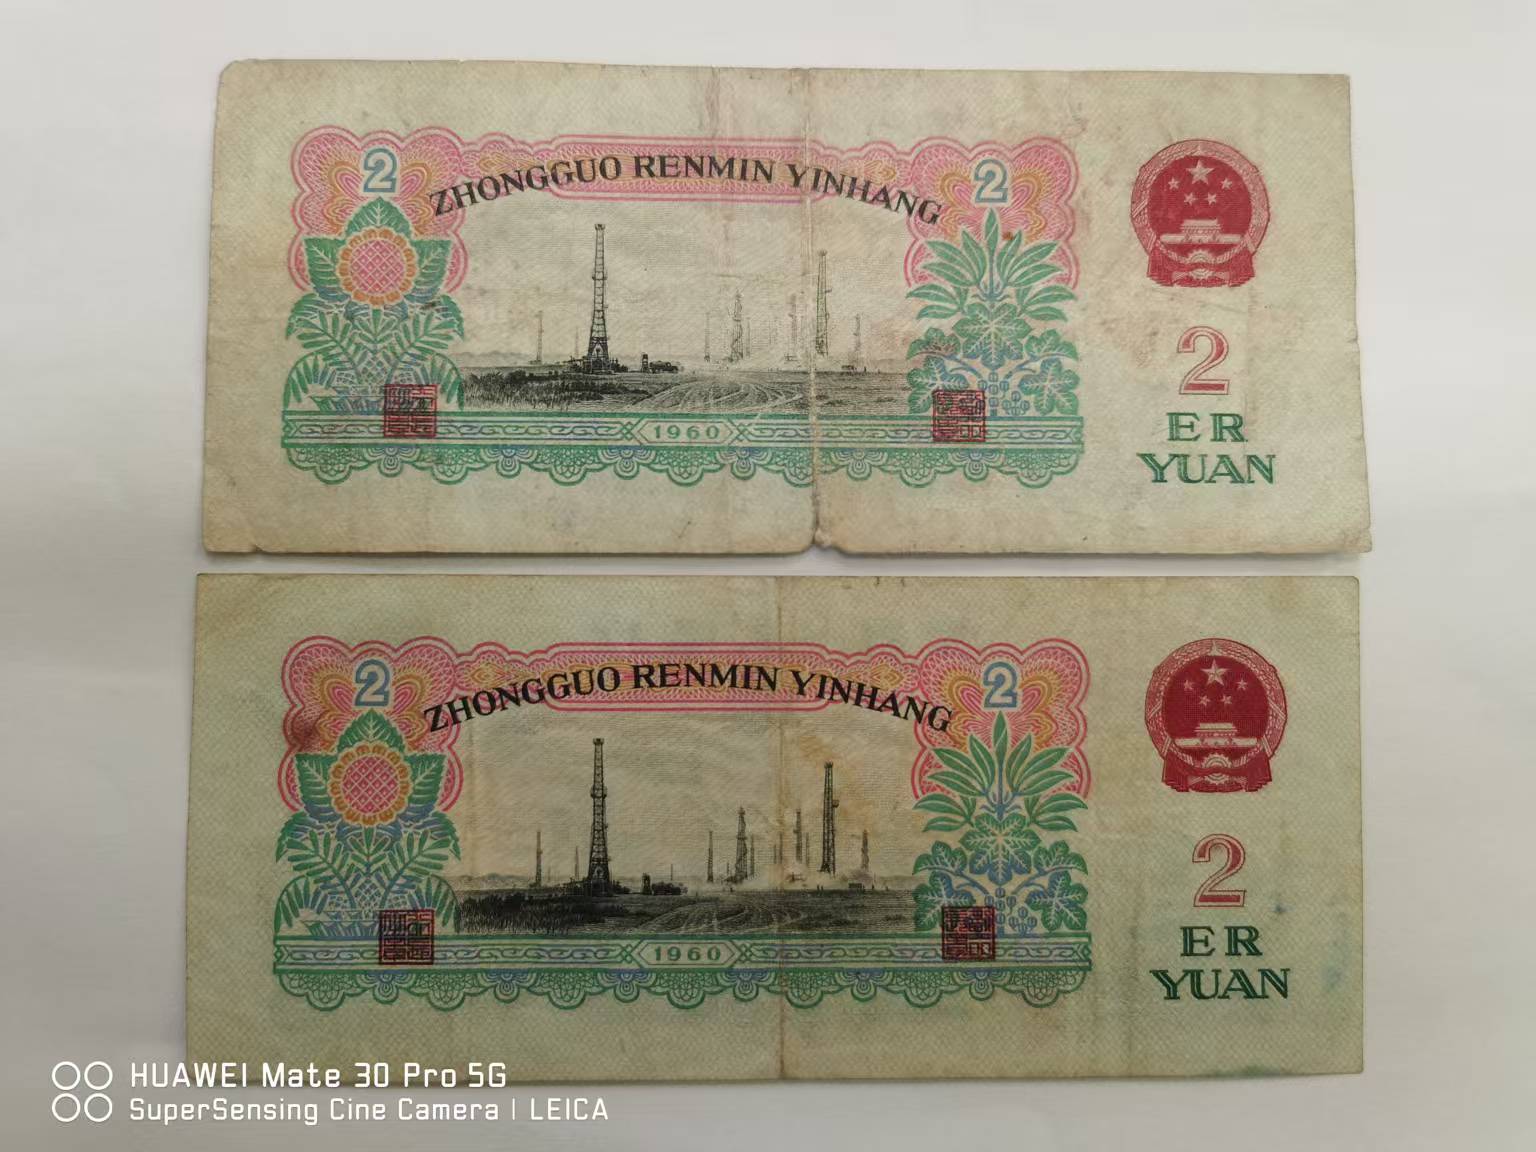 2
2
ZHONGGUO RENMIN YINHANG
1960
2
ER
YUAN
2
2
ZHONGGUO RENMIN YINHANG
1960
2
ER
YUAN
HUAWEI Mate 30 Pro 5G
SuperSensing Cine Camera | LEICA